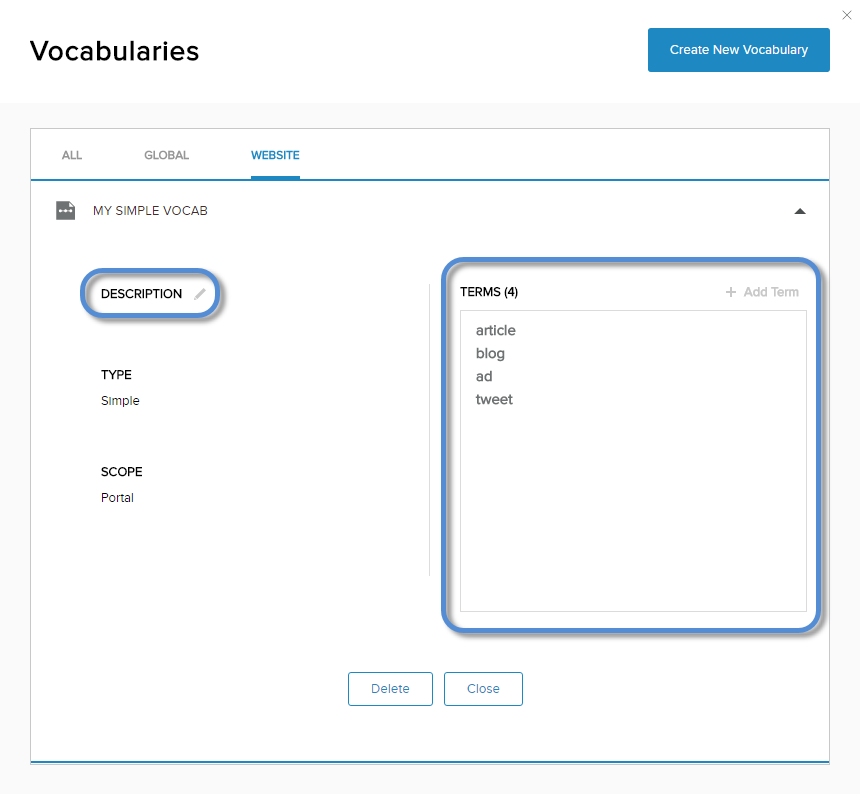 Vocabularies
Create New Vocabulary
ALL
GLOBAL
WEBSITE
MY SIMPLE VOCAB
DESCRIPTION
TYPE
Simple
SCOPE
Portal
TERMS (4)
+ Add Term
article
blog
ad
tweet
Delete
Close